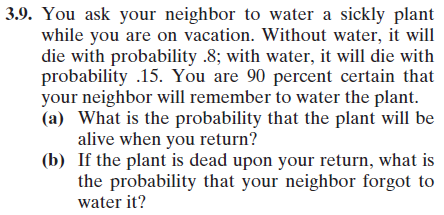 3.9. You ask your neighbor to water a sickly plant
while you are on vacation. Without water, it will
die with probability .8; with water, it will die with
probability .15. You are 90 percent certain that
your neighbor will remember to water the plant.
(a) What is the probability that the plant will be
alive when you return?
(b) If the plant is dead upon your return, what is
the probability that your neighbor forgot to
water it?